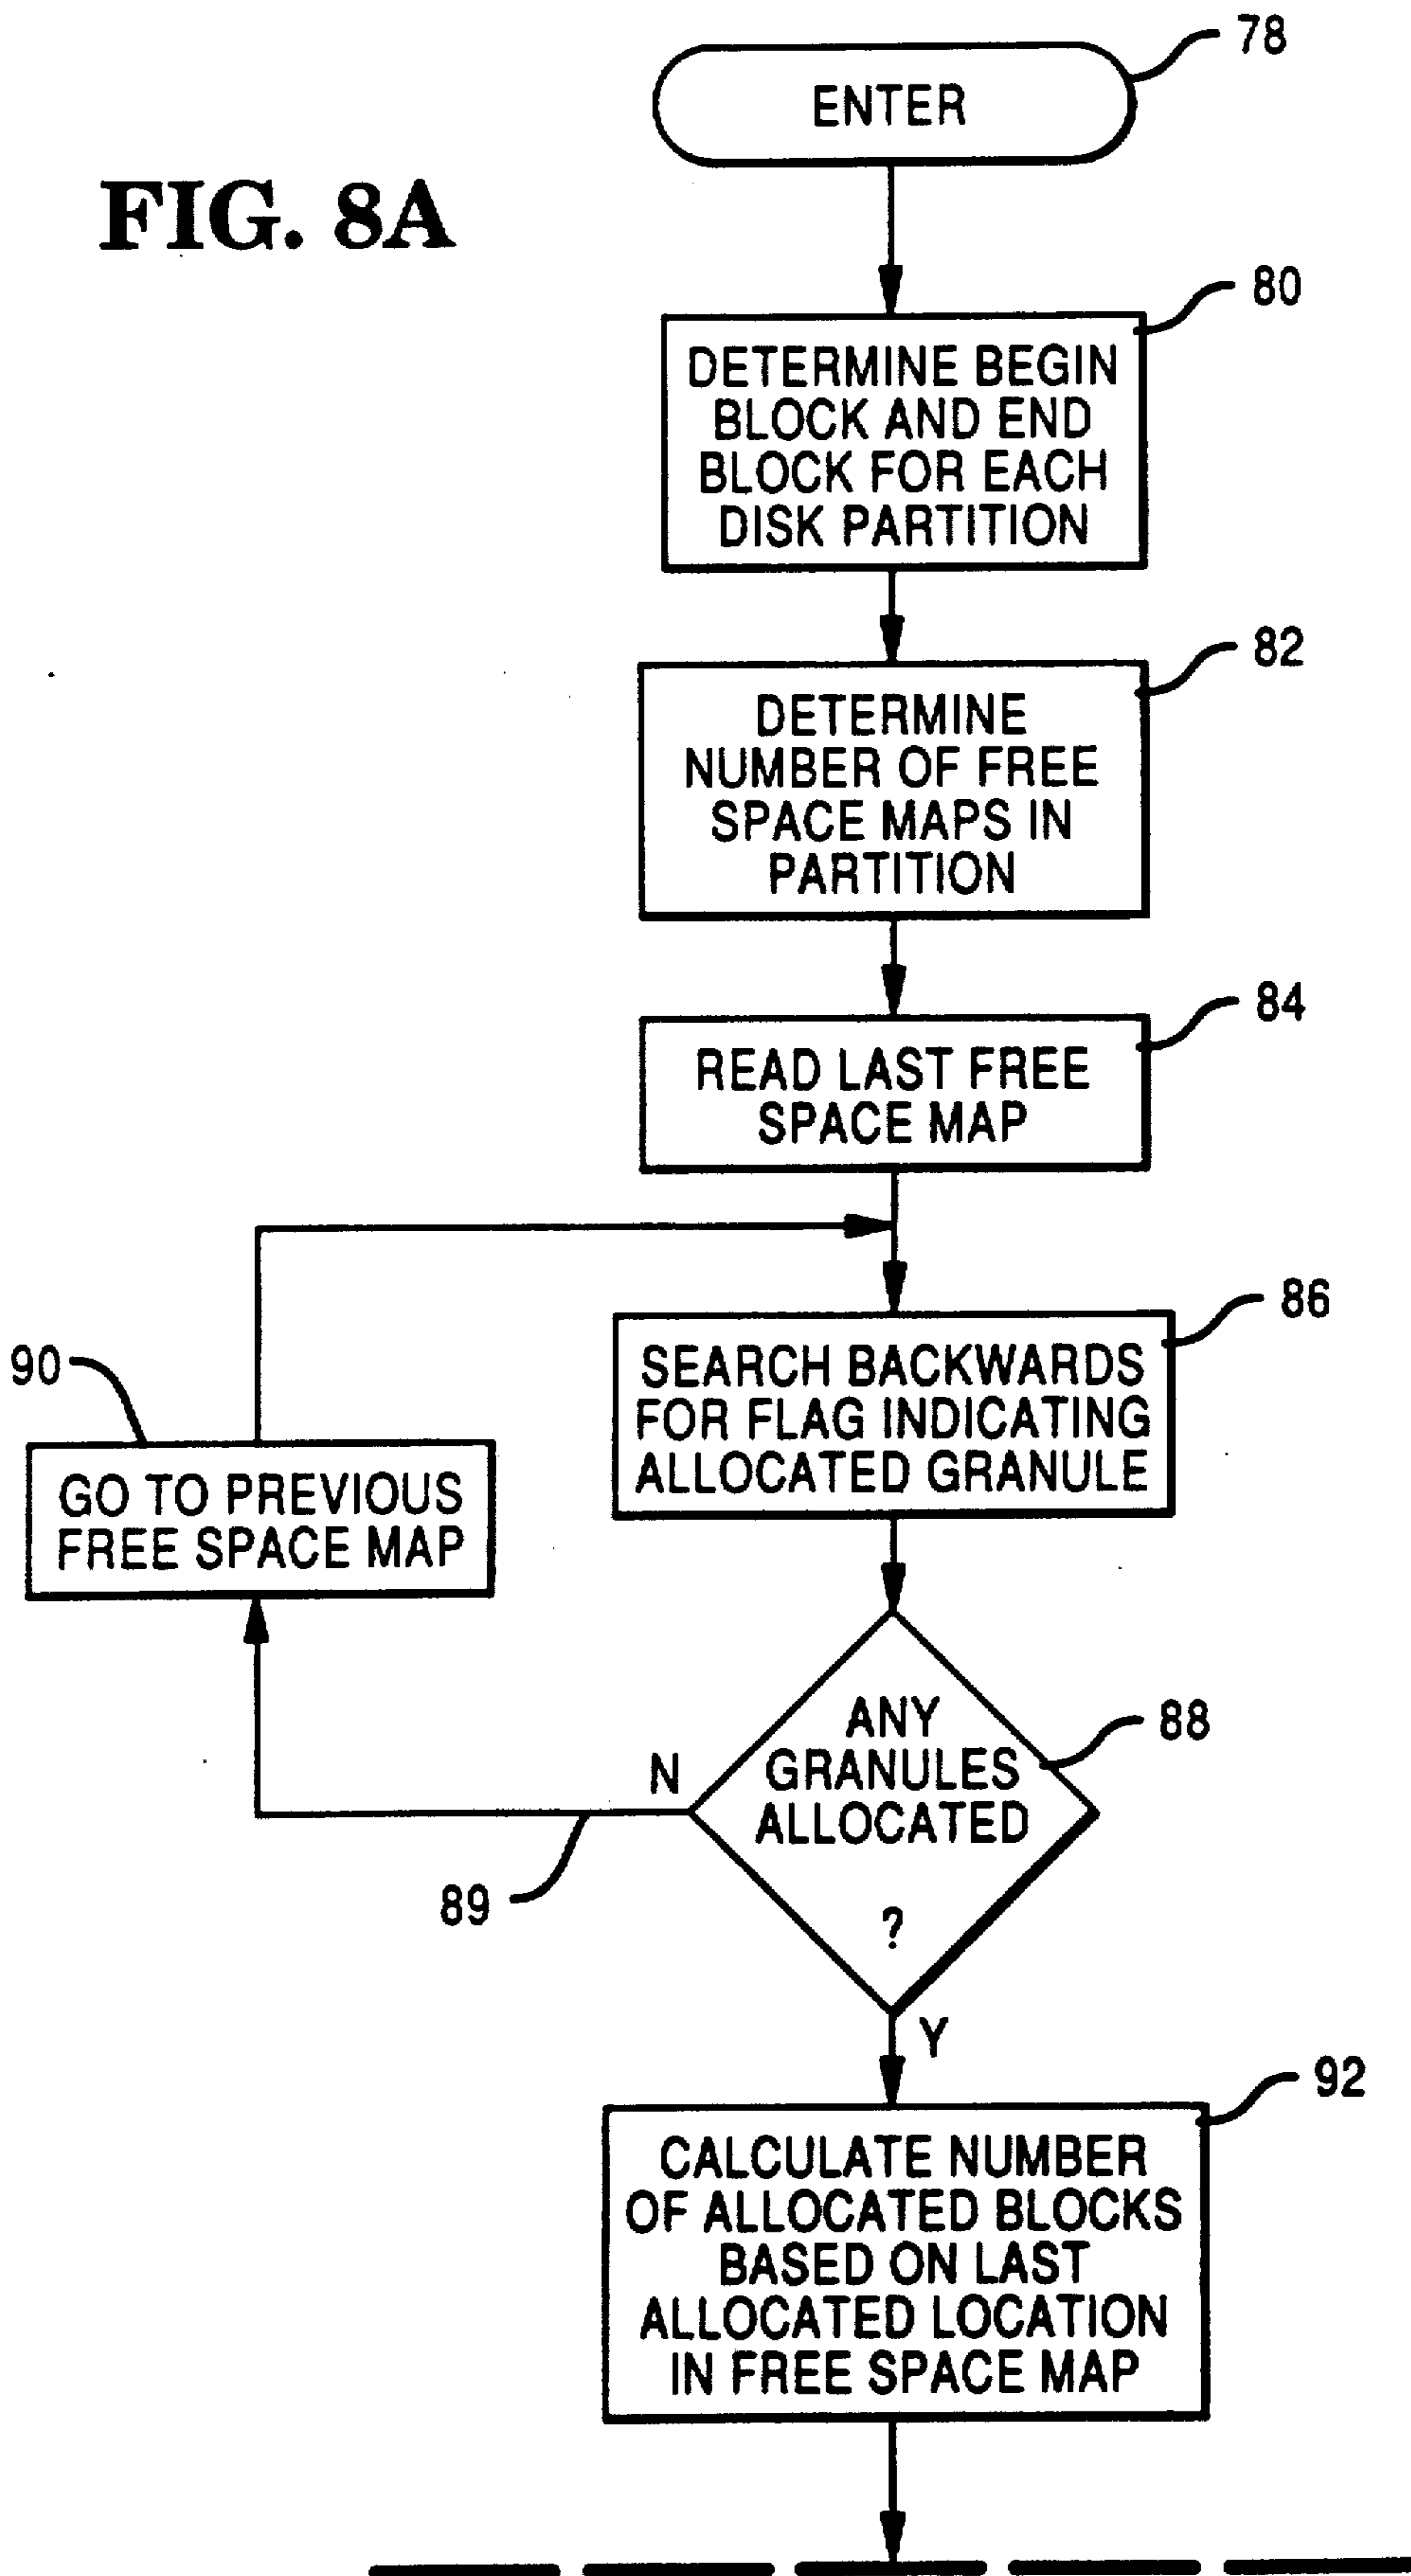 FIG. 8A
78
ENTER
80
DETERMINE BEGIN
BLOCK AND END
BLOCK FOR EACH
DISK PARTITION
82
DETERMINE
NUMBER OF FREE
SPACE MAPS IN
PARTITION
84
READ LAST FREE
SPACE MAP
86
SEARCH BACKWARDS
FOR FLAG INDICATING
ALLOCATED GRANULE
90
GO TO PREVIOUS
FREE SPACE MAP
88
ANY
GRANULES
ALLOCATED
?
N
89
Y
92
CALCULATE NUMBER
OF ALLOCATED BLOCKS
BASED ON LAST
ALLOCATED LOCATION
IN FREE SPACE MAP